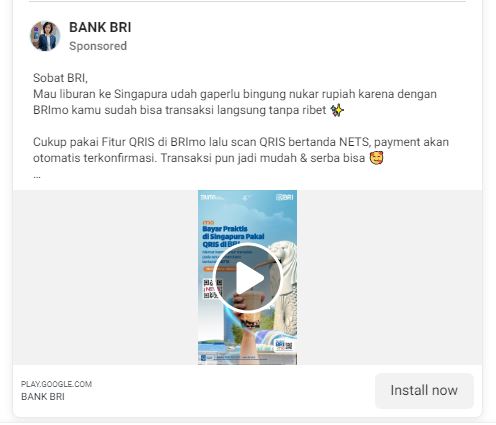 BANK BRI
Sponsored
Sobat BRI,
Mau liburan ke Singapura udah gaperlu bingung nukar rupiah karena dengan
BRImo kamu sudah bisa transaksi langsung tanpa ribet ✨
Cukup pakai Fitur QRIS di BRImo lalu scan QRIS bertanda NETS, payment akan
otomatis terkonfirmasi. Transaksi pun jadi mudah & serba bisa 🥰
...
BRI
mo
Bayar Praktis
di Singapura Pakai
QRIS di BRI
PLAY.GOOGLE.COM
BANK BRI
Install now